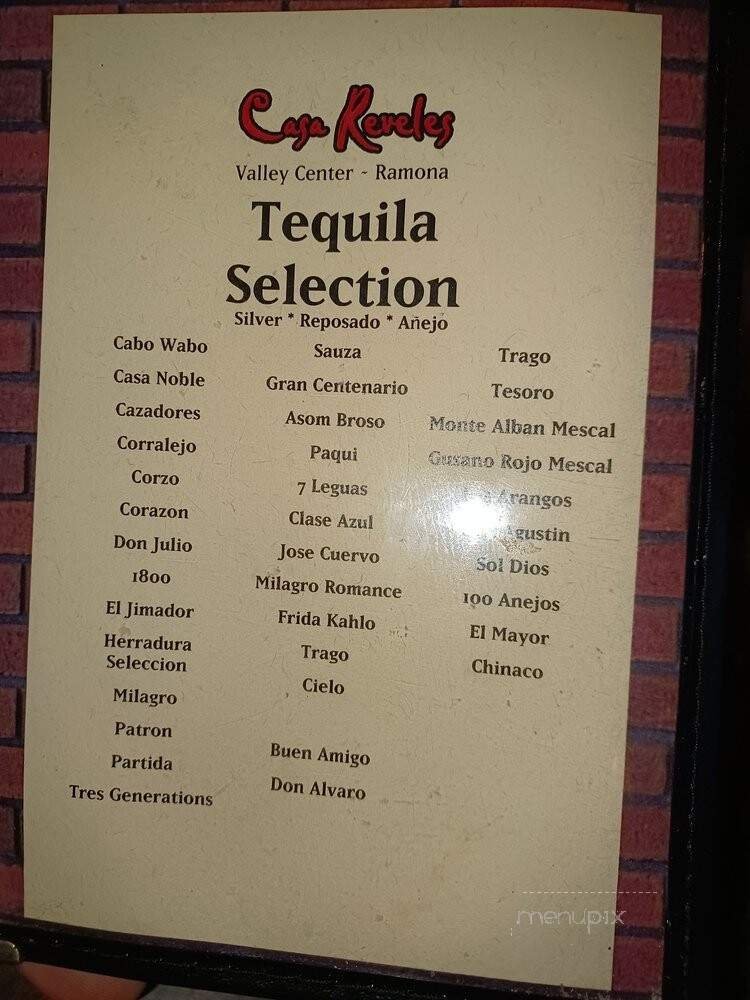 Casa Reveles
Valley Center ~ Ramona
Tequila
Selection
Silver * Reposado * Añejo
Cabo Wabo
Casa Noble
Cazadores
Corralejo
Corzo
Corazon
Don Julio
1800
El Jimador
Herradura
Seleccion
Milagro
Patron
Partida
Tres Generations
Sauza
Gran Centenario
Asom Broso
Paqui
7 Leguas
Clase Azul
Jose Cuervo
Milagro Romance
Frida Kahlo
Trago
Cielo
Buen Amigo
Don Alvaro
Trago
Tesoro
Monte Alban Mescal
Gusano Rojo Mescal
Arangos
Agustin
Sol Dios
100 Anejos
El Mayor
Chinaco
menupix